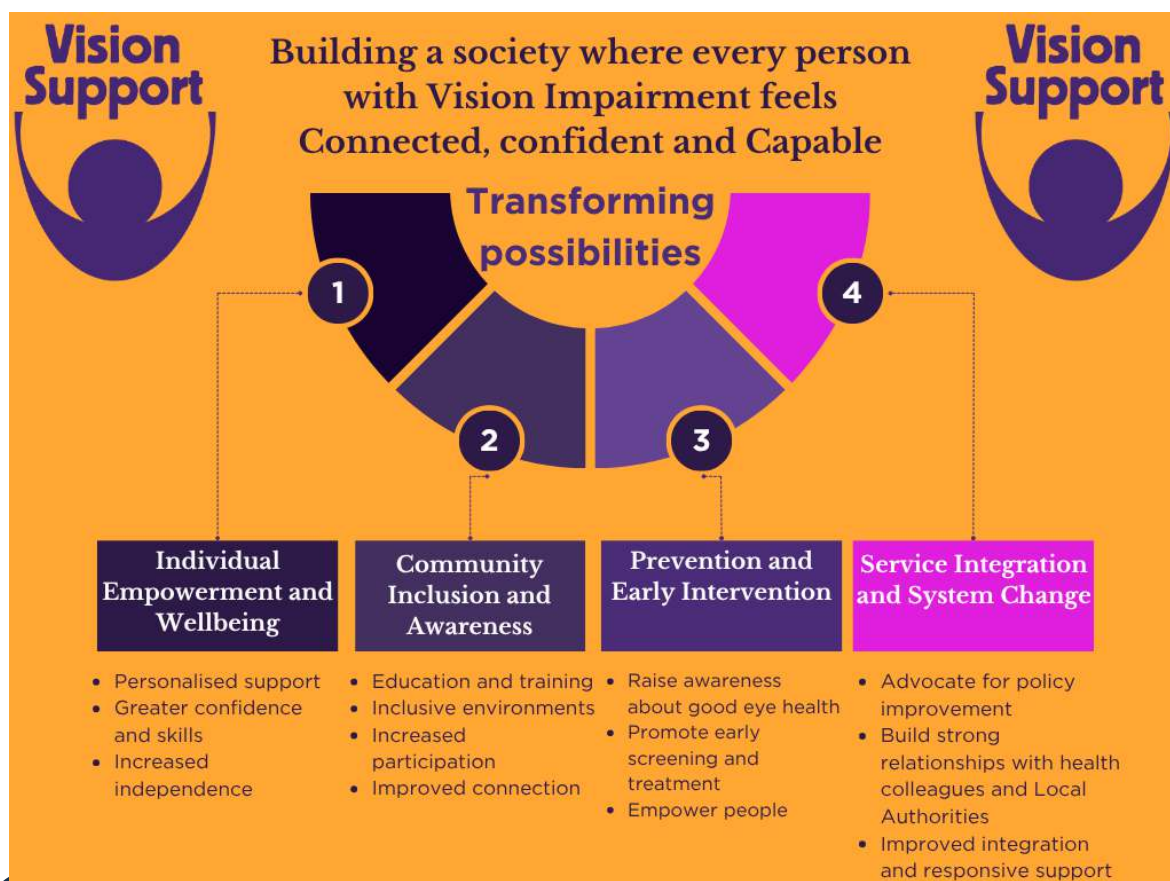 Vision
Support
Building a society where every person
with Vision Impairment feels
Connected, confident and Capable
Vision
Support
Transforming
possibilities
1
2
3
4
Individual
Empowerment and
Wellbeing
• Personalised support
• Greater confidence
and skills
• Increased
independence
Community
Inclusion and
Awareness
• Education and training
• Inclusive environments
• Increased
participation
• Improved connection
Prevention and
Early Intervention
• Raise awareness
about good eye health
• Promote early
screening and
treatment
• Empower people
Service Integration
and System Change
• Advocate for policy
improvement
• Build strong
relationships with health
colleagues and Local
Authorities
• Improved integration
and responsive support